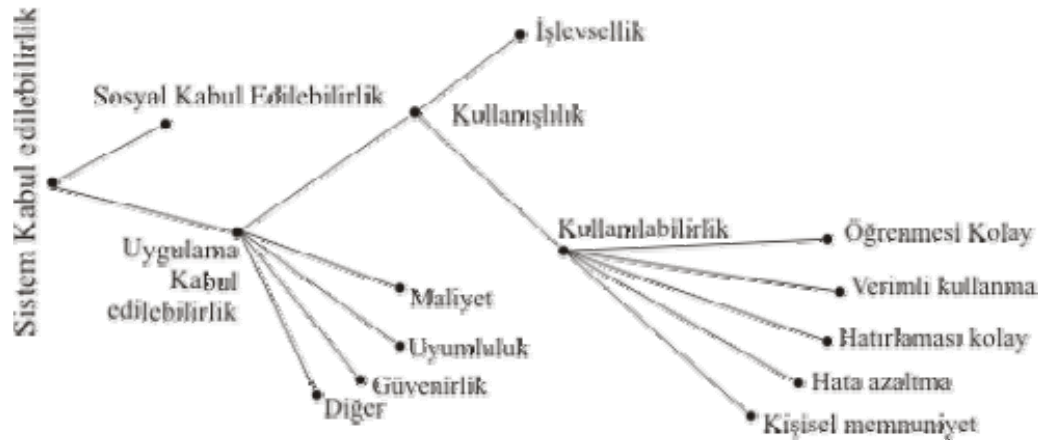 Sistem Kabul edilebilirlik
Sosyal Kabul Edilebilirlik
İşlevsellik
Kullanışlılık
Uygulama
Kabul
edilebilirlik
Maliyet
Uyumluluk
Güvenirlik
Diğer
Kullanılabilirlik
Öğrenmesi Kolay
Verimli kullanma
Hatırlaması kolay
Hata azaltma
Kişisel memnuniyet